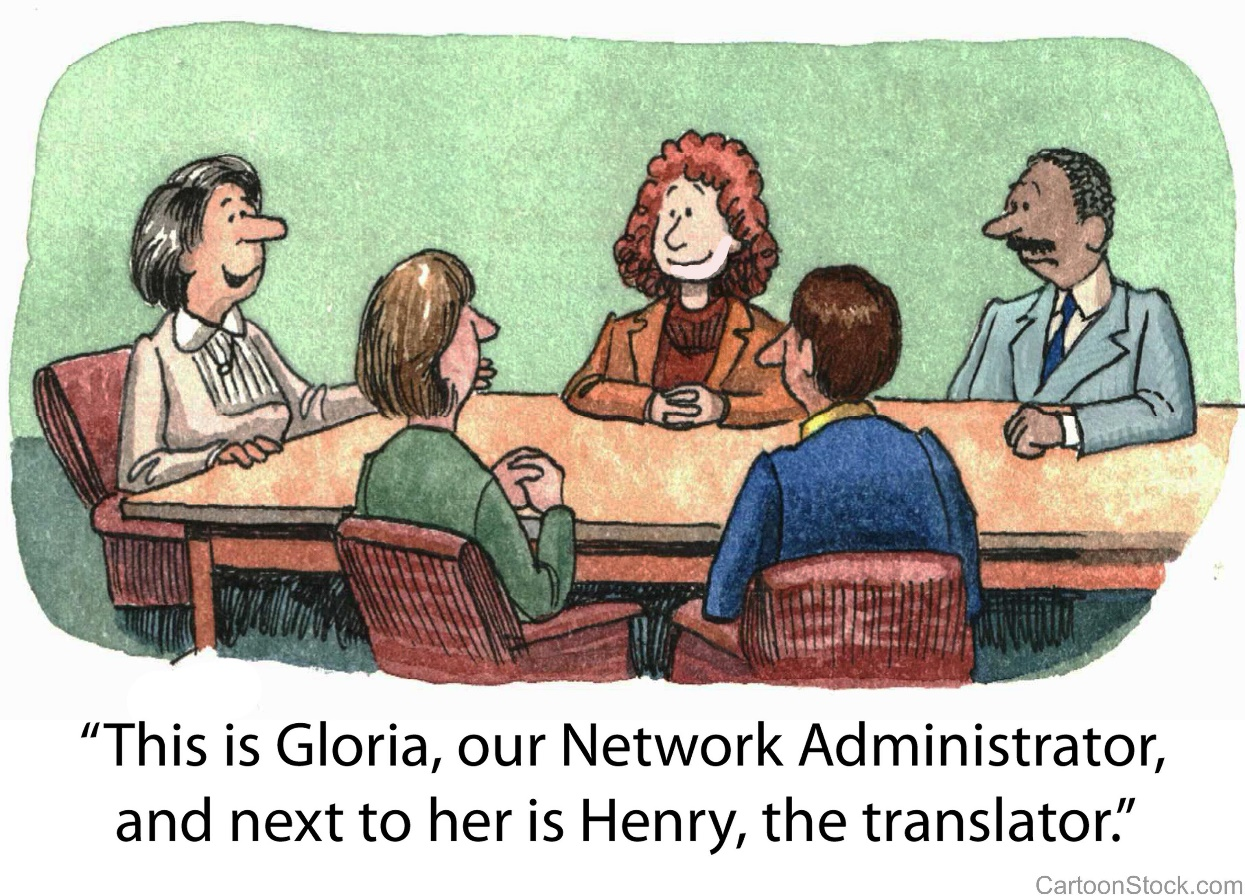 “This is Gloria, our Network Administrator,
and next to her is Henry, the translator.”
CartoonStock.com